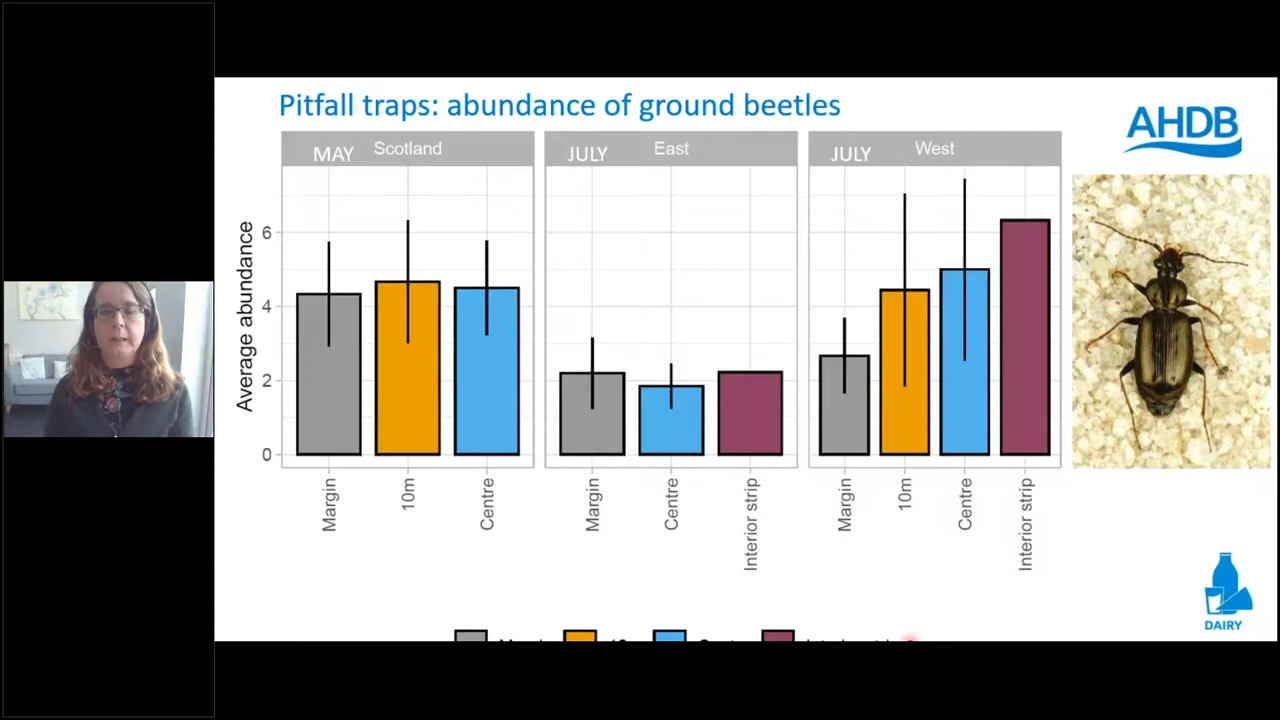 Pitfall traps: abundance of ground beetles
AHDB
MAY Scotland
JULY East
JULY West
Average abundance
6
4
2
0
Margin
10m
Centre
Margin
Centre
Interior strip
Margin
10m
Centre
Interior strip
DAIRY